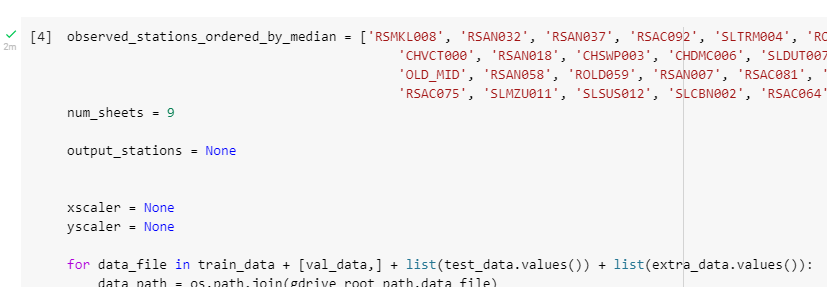 [4] observed_stations_ordered_by_median = ['RSMKL008', 'RSAN032', 'RSAN037', 'RSAC092', 'SLTRM004',
2m
'CHVCT000', 'RSAN018', 'CHSWP003', 'CHDMC006', 'SLDUT007
'OLD_MID', 'RSAN058', 'ROLD059', 'RSAN007', 'RSAC081', '
'RSAC075', 'SLMZU011', 'SLSUS012', 'SLCBN002', 'RSAC064'
num_sheets = 9
output_stations = None
xscaler = None
yscaler = None
for data_file in train_data + [val_data,] + list(test_data.values()) + list(extra_data.values()):
data_path = os.path.join(gdrive_root_path,data_file)